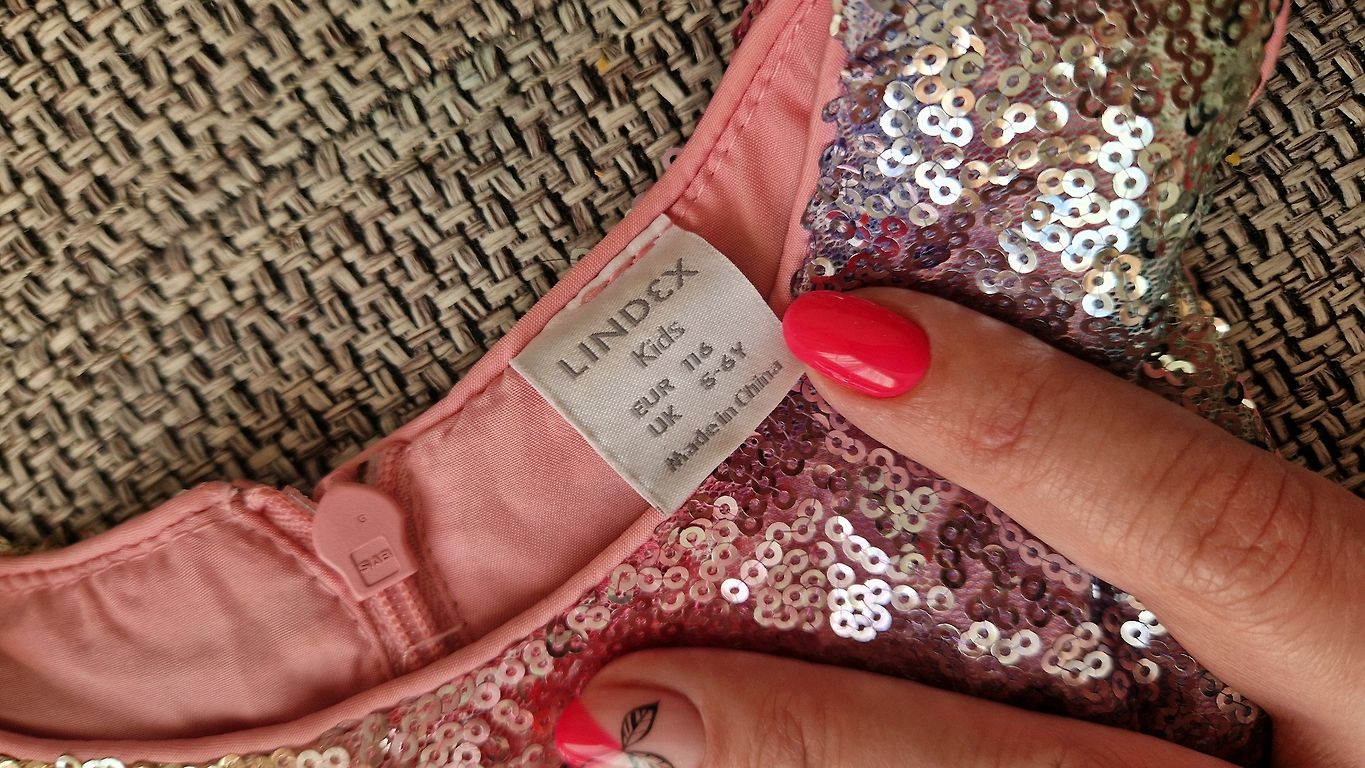 LINDEX
Kids
EUR 116
UK 5-6Y
Made in China
SAB
G